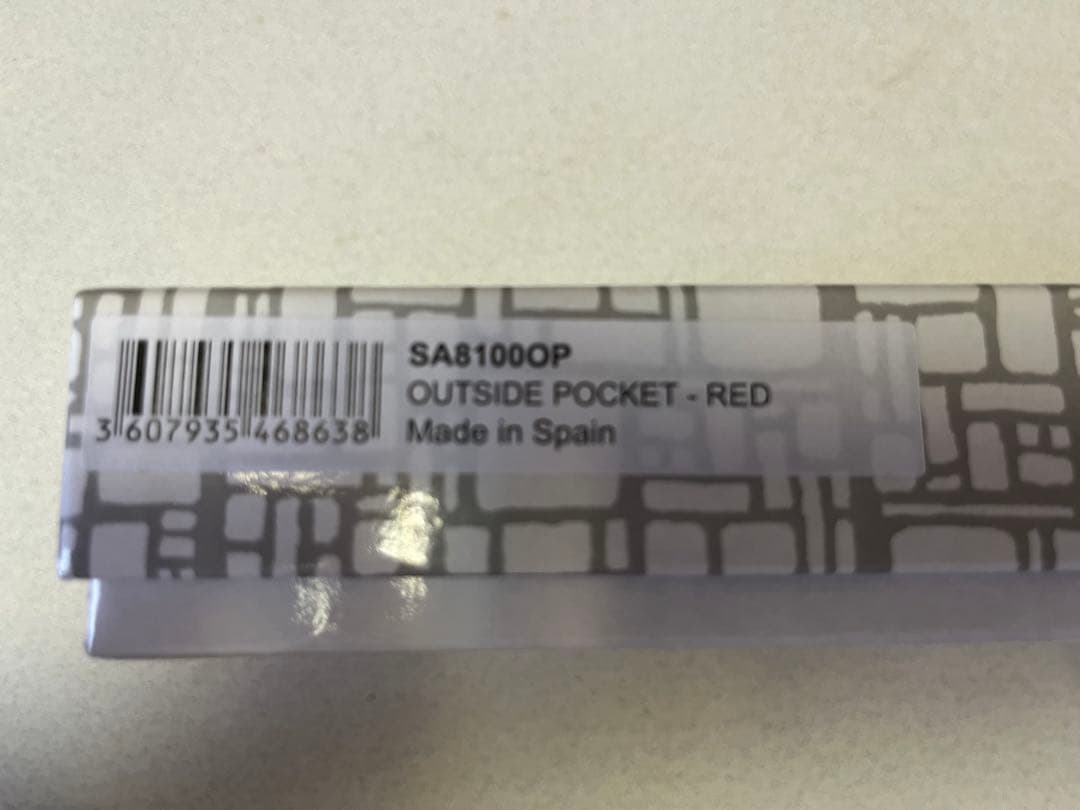 SA8100OP
OUTSIDE POCKET - RED
Made in Spain
3 607935 468638